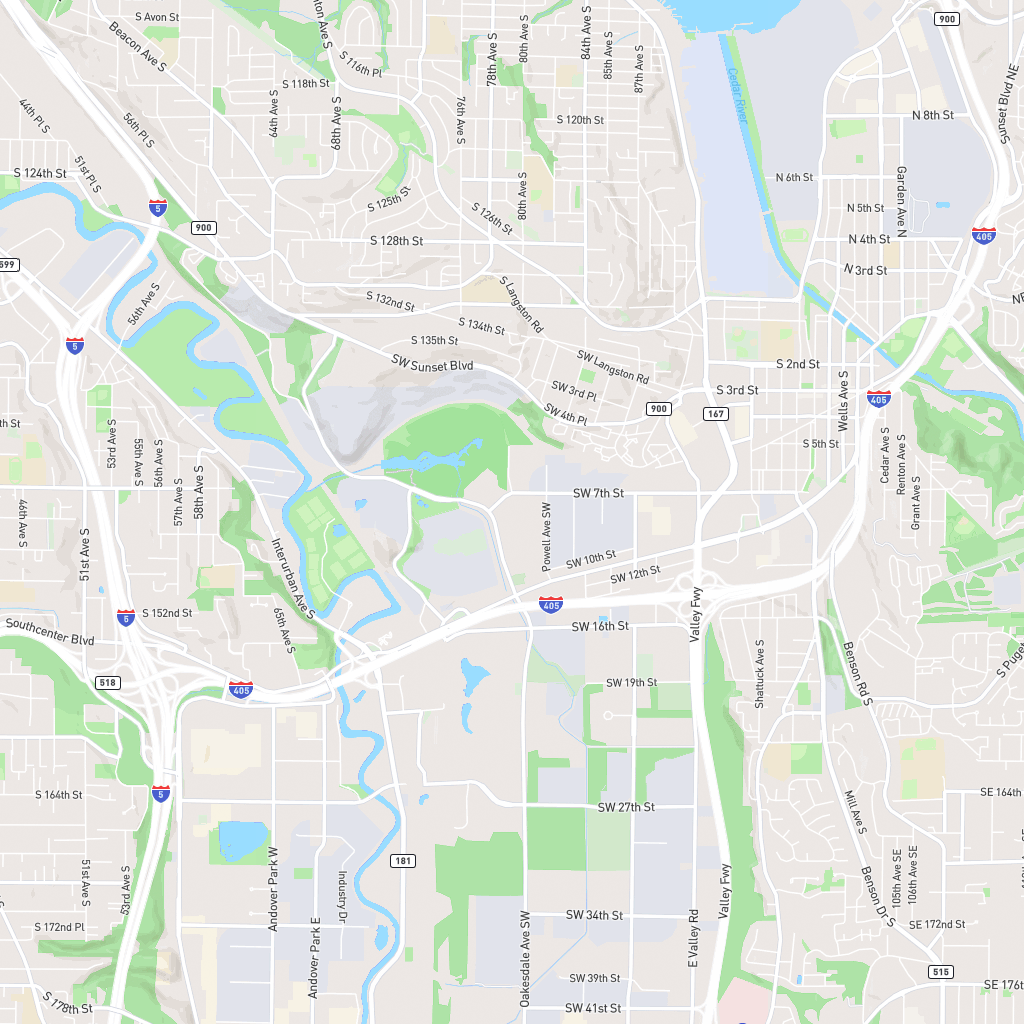 S Avon St
Beacon Ave S
S 116th Pl
78th Ave S
80th Ave S
84th Ave S
85th Ave S
87th Ave S
900
Sunset Blvd NE
44th Pl S
56th Pl S
64th Ave S
S 118th St
68th Ave S
76th Ave S
S 120th St
Cedar River
N 8th St
51st Pl S
S 124th St
5
S 125th St
80th Ave S
N 6th St
Garden Ave N
900
S 126th St
N 5th St
S 128th St
N 4th St
405
599
N 3rd St
56th Ave S
S 132nd St
S Langston Rd
S 134th St
5
S 135th St
SW Sunset Blvd
SW Langston Rd
S 2nd St
SW 3rd Pl
S 3rd St
SW 4th Pl
900
167
Wells Ave S
405
53rd Ave S
55th Ave S
56th Ave S
S 5th St
Cedar Ave S
Renton Ave S
57th Ave S
58th Ave S
46th Ave S
SW 7th St
Grant Ave S
51st Ave S
Powell Ave SW
Interurban Ave S
SW 10th St
SW 12th St
5
S 152nd St
65th Ave S
405
Valley Fwy
Southcenter Blvd
SW 16th St
Shattuck Ave S
Benson Rd S
518
405
SW 19th St
5
S 164th St
SW 27th St
SE 164th
Mill Ave S
51st Ave S
53rd Ave S
Andover Park W
Industry Dr
181
Valley Fwy
Benson Dr S
105th Ave SE
106th Ave SE
S 172nd Pl
Andover Park E
Oakesdale Ave SW
SW 34th St
E Valley Rd
SE 172nd St
S 178th St
SW 39th St
515
SE 176t
SW 41st St